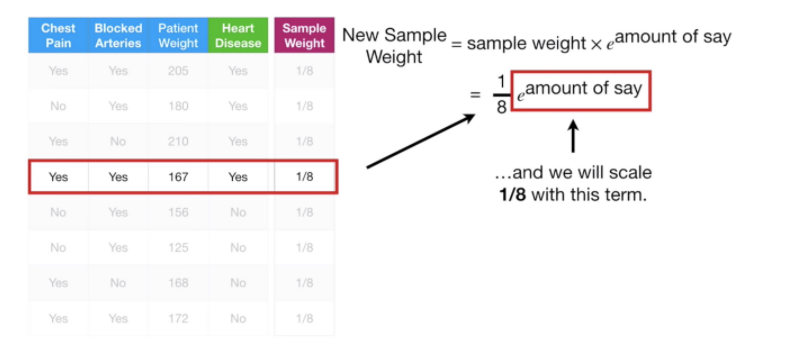 Chest Pain Blocked Arteries Patient Weight Heart Disease Sample Weight
Yes Yes 205 Yes 1/8
No Yes 180 Yes 1/8
Yes No 210 Yes 1/8
Yes Yes 167 Yes 1/8
No Yes 156 No 1/8
No Yes 125 No 1/8
Yes No 168 No 1/8
Yes Yes 172 No 1/8
New Sample Weight = sample weight × e^amount of say
= 1/8 e^amount of say
...and we will scale
1/8 with this term.